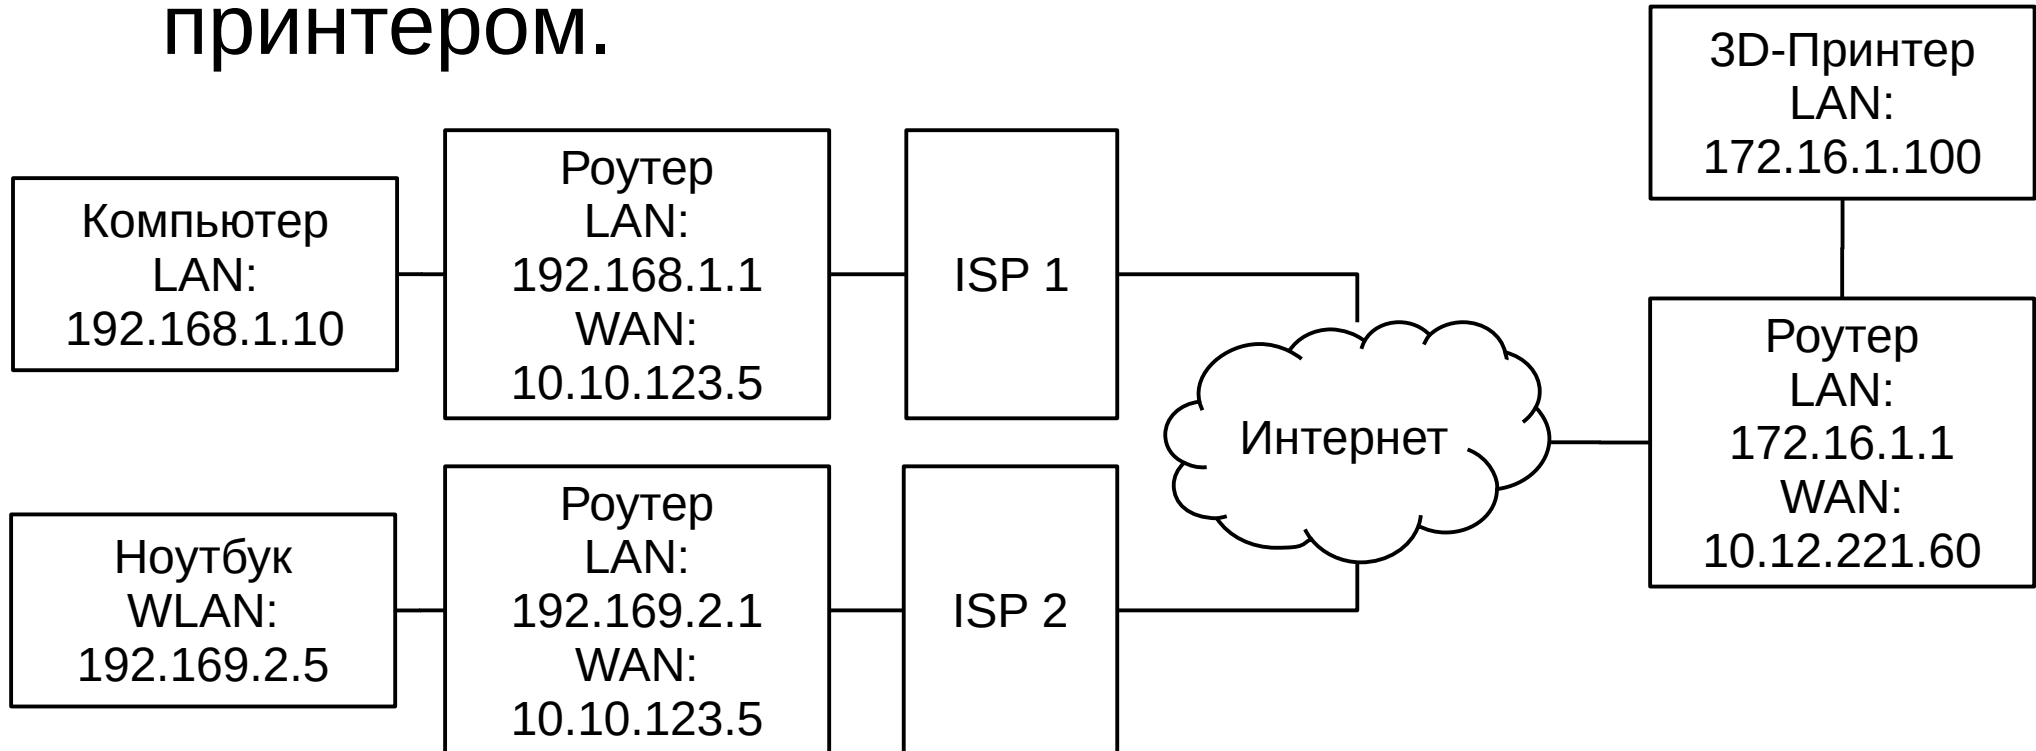 принтером.
3D-Принтер
LAN:
172.16.1.100
Компьютер
LAN:
192.168.1.10
Роутер
LAN:
192.168.1.1
WAN:
10.10.123.5
ISP 1
Интернет
Роутер
LAN:
172.16.1.1
WAN:
10.12.221.60
Ноутбук
WLAN:
192.169.2.5
Роутер
LAN:
192.169.2.1
WAN:
10.10.123.5
ISP 2